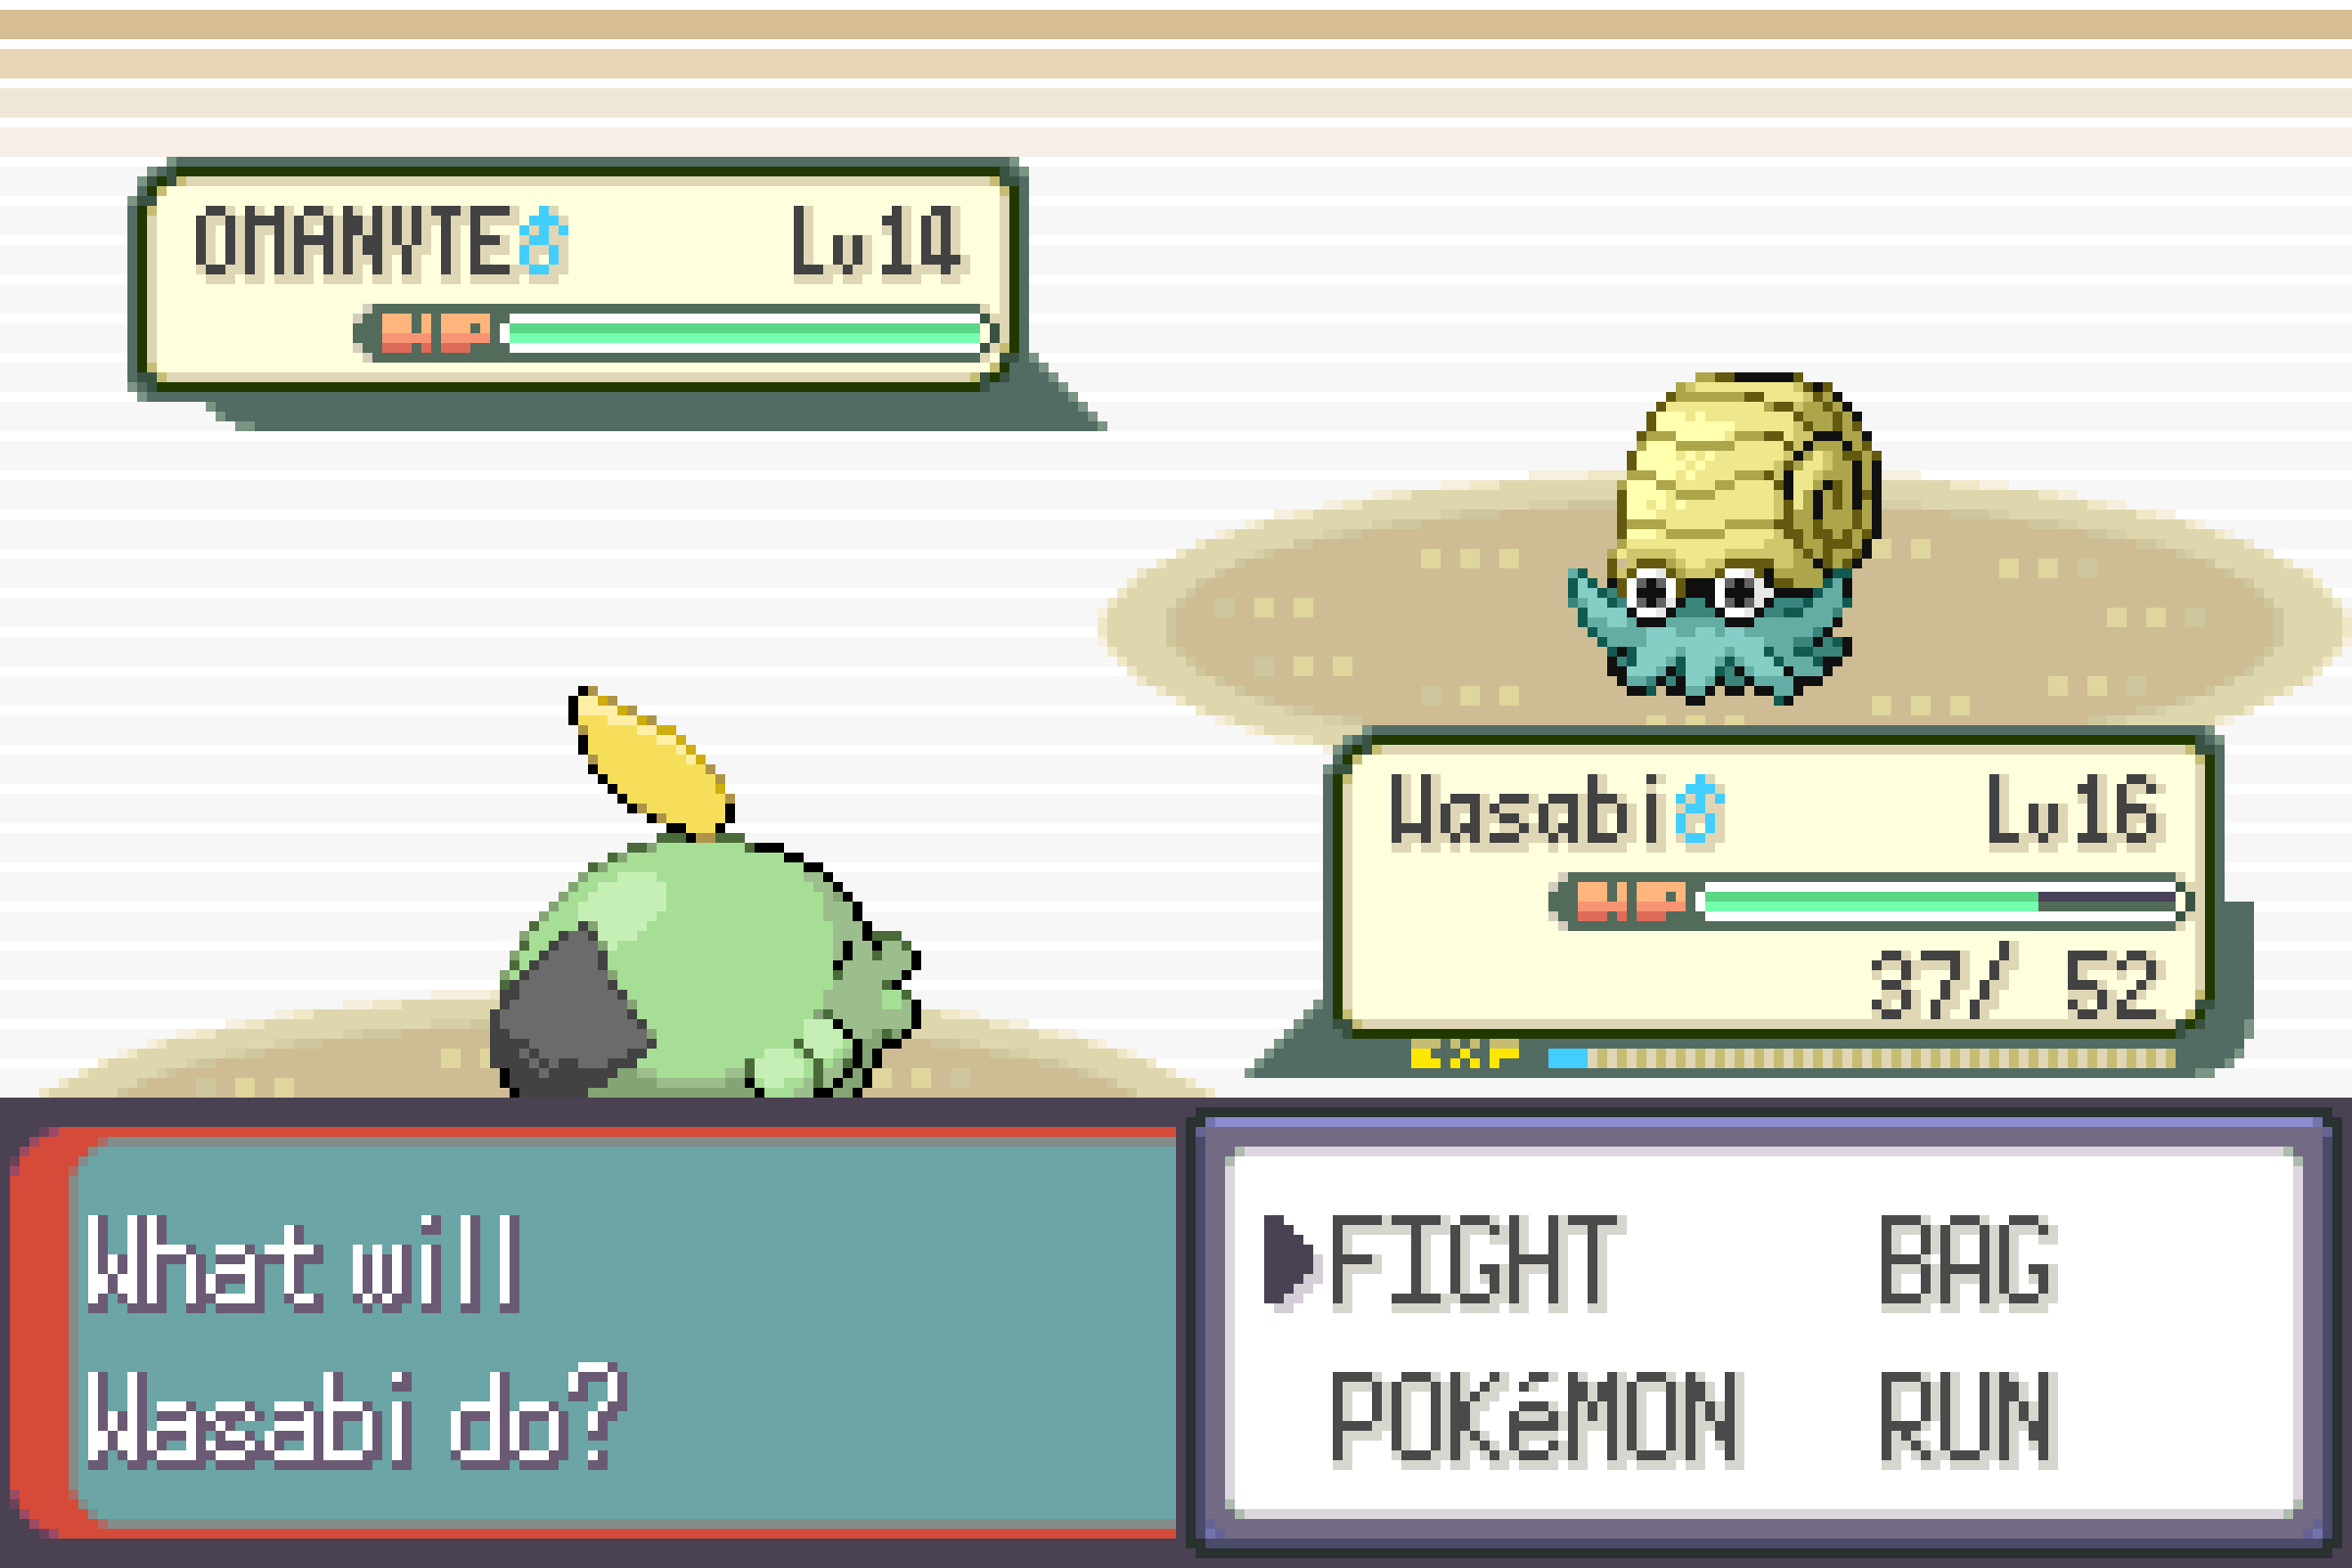 OMANYTE♂ Lv14
HP
Wasabi♂ Lv16
HP
37/ 52
EXP
What will
Wasabi do?
FIGHT BAG
POKéMON RUN